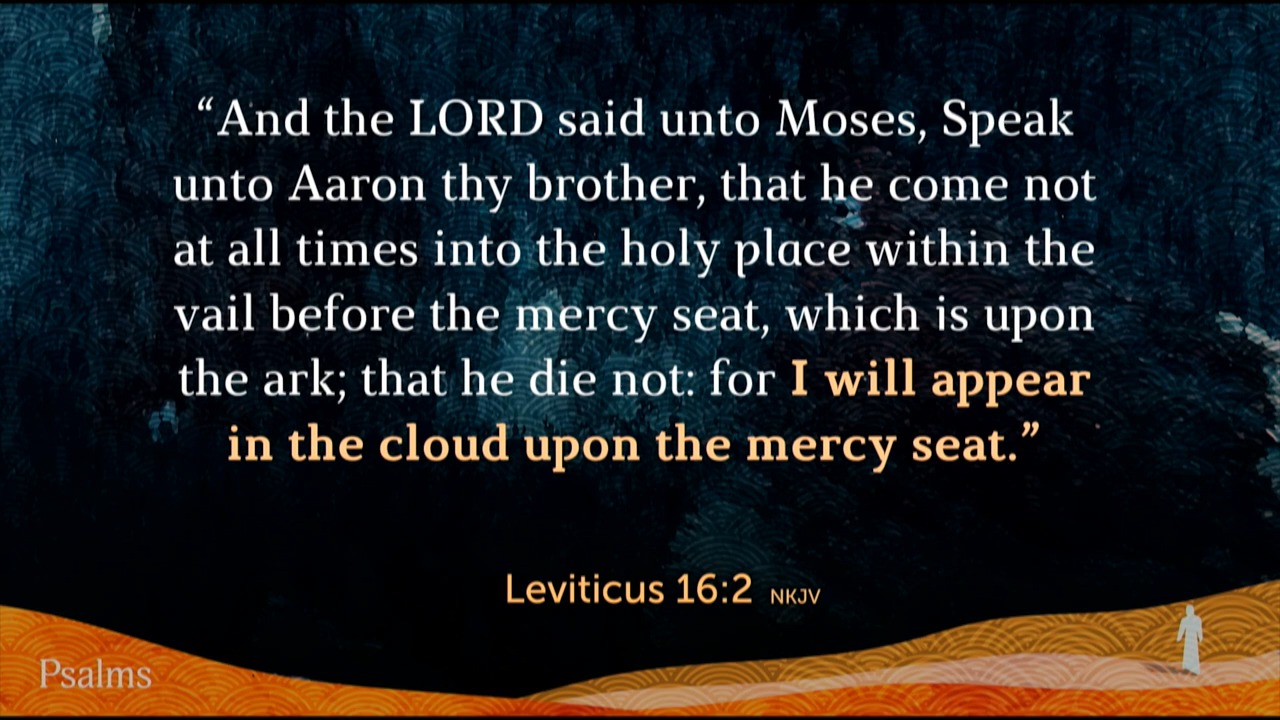 “And the LORD said unto Moses, Speak
unto Aaron thy brother, that he come not
at all times into the holy place within the
vail before the mercy seat, which is upon
the ark; that he die not: for I will appear
in the cloud upon the mercy seat.”
Leviticus 16:2 NKJV
Psalms